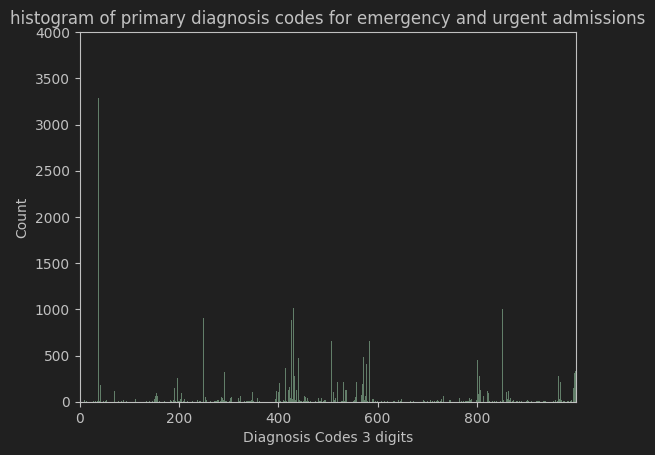 histogram of primary diagnosis codes for emergency and urgent admissions
4000
3500
3000
2500
2000
1500
1000
500
0
Count
0 200 400 600 800
Diagnosis Codes 3 digits